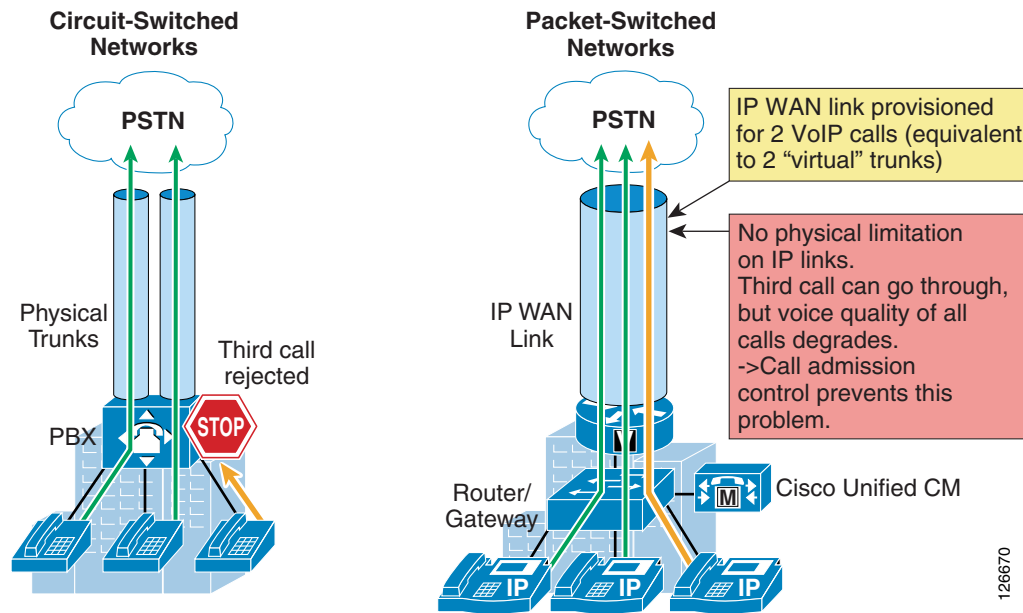 Circuit-Switched
Networks
PSTN
Physical
Trunks
Third call
rejected
PBX
STOP
Packet-Switched
Networks
PSTN
IP WAN link provisioned
for 2 VoIP calls (equivalent
to 2 “virtual” trunks)
No physical limitation
on IP links.
Third call can go through,
but voice quality of all
calls degrades.
->Call admission
control prevents this
problem.
IP WAN
Link
V
Router/
Gateway
M
Cisco Unified CM
IP
IP
IP
126670